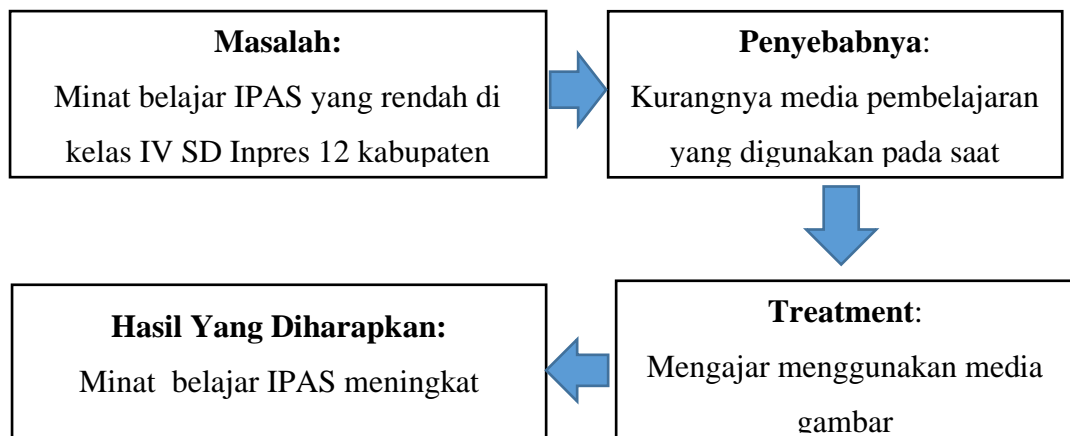 Masalah:
Minat belajar IPAS yang rendah di
kelas IV SD Inpres 12 kabupaten
Penyebabnya:
Kurangnya media pembelajaran
yang digunakan pada saat
Treatment:
Mengajar menggunakan media
gambar
Hasil Yang Diharapkan:
Minat belajar IPAS meningkat